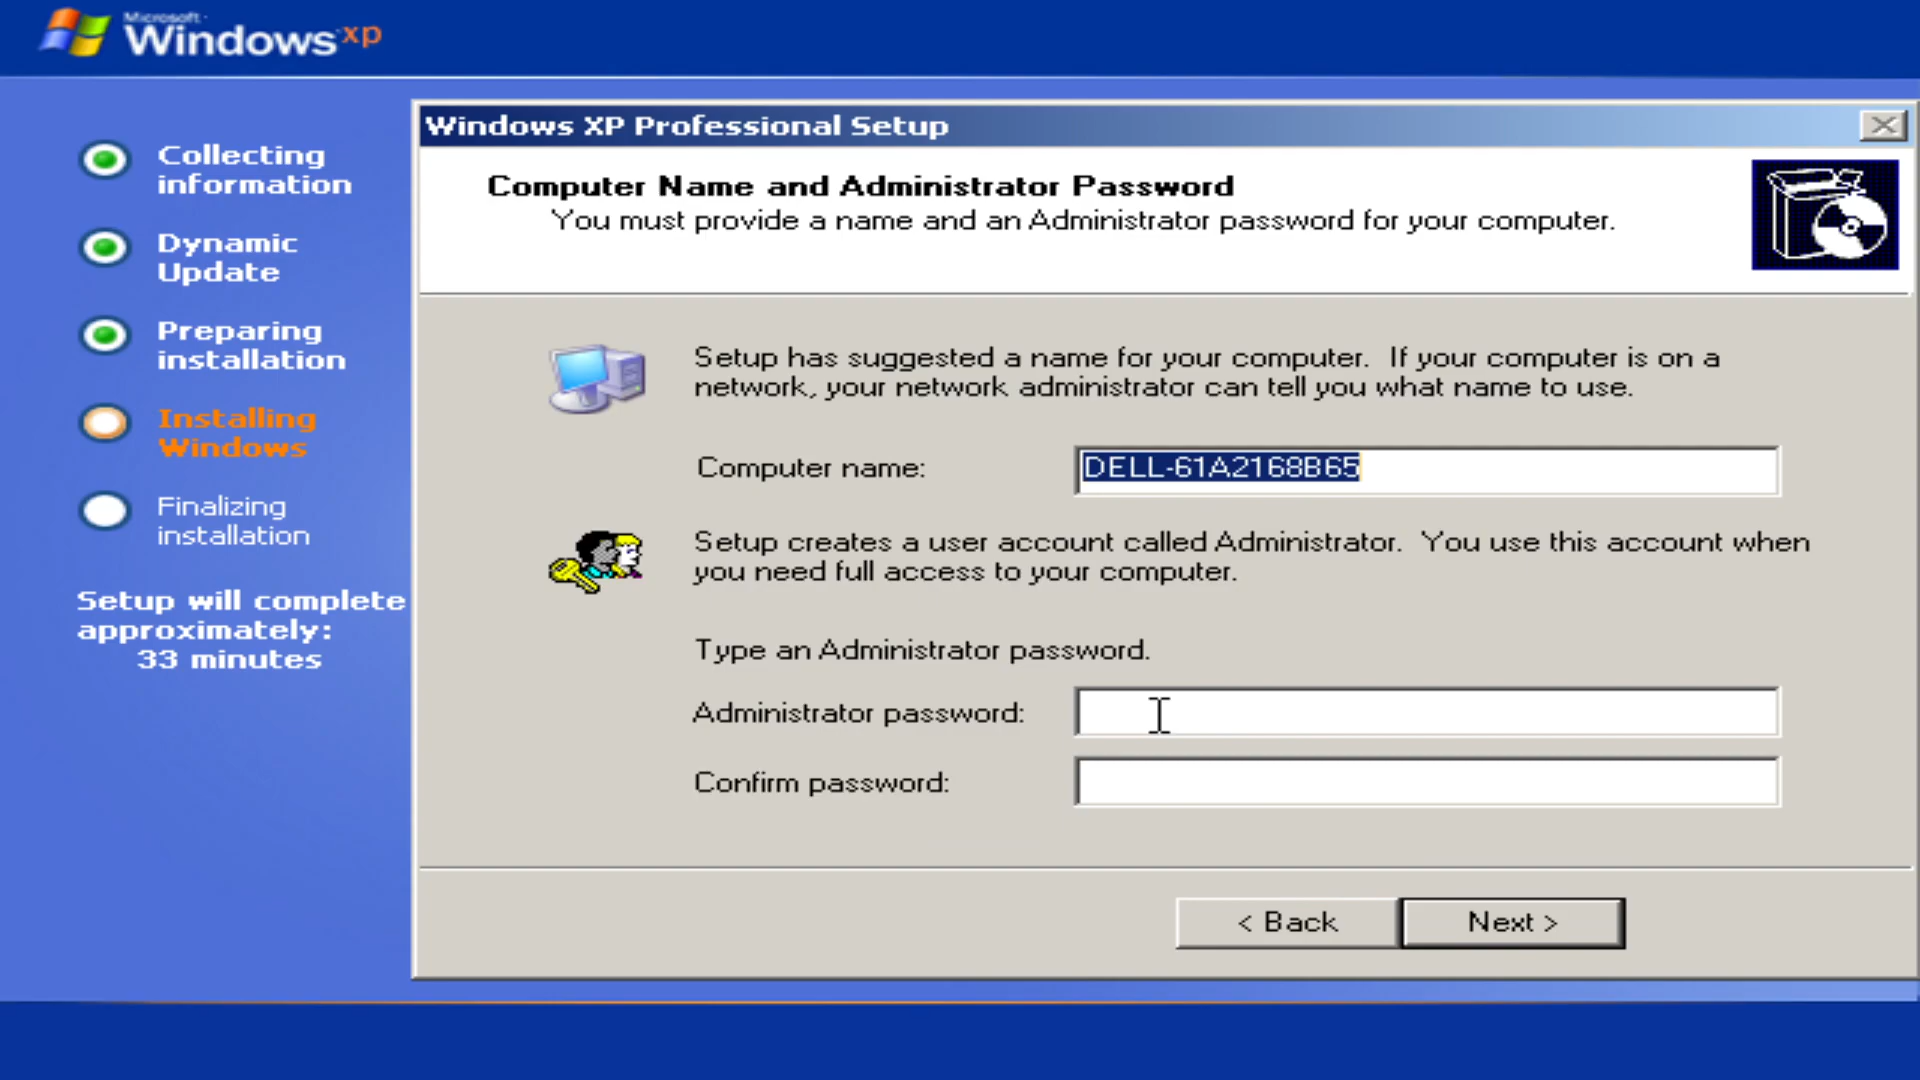 Microsoft
Windows xp
Collecting
information
Dynamic
Update
Preparing
installation
Installing
Windows
Finalizing
installation
Setup will complete
approximately:
33 minutes
Windows XP Professional Setup
Computer Name and Administrator Password
You must provide a name and an Administrator password for your computer.
Setup has suggested a name for your computer. If your computer is on a
network, your network administrator can tell you what name to use.
Computer name: DELL-61A2168B65
Setup creates a user account called Administrator. You use this account when
you need full access to your computer.
Type an Administrator password.
Administrator password:
Confirm password:
< Back Next >